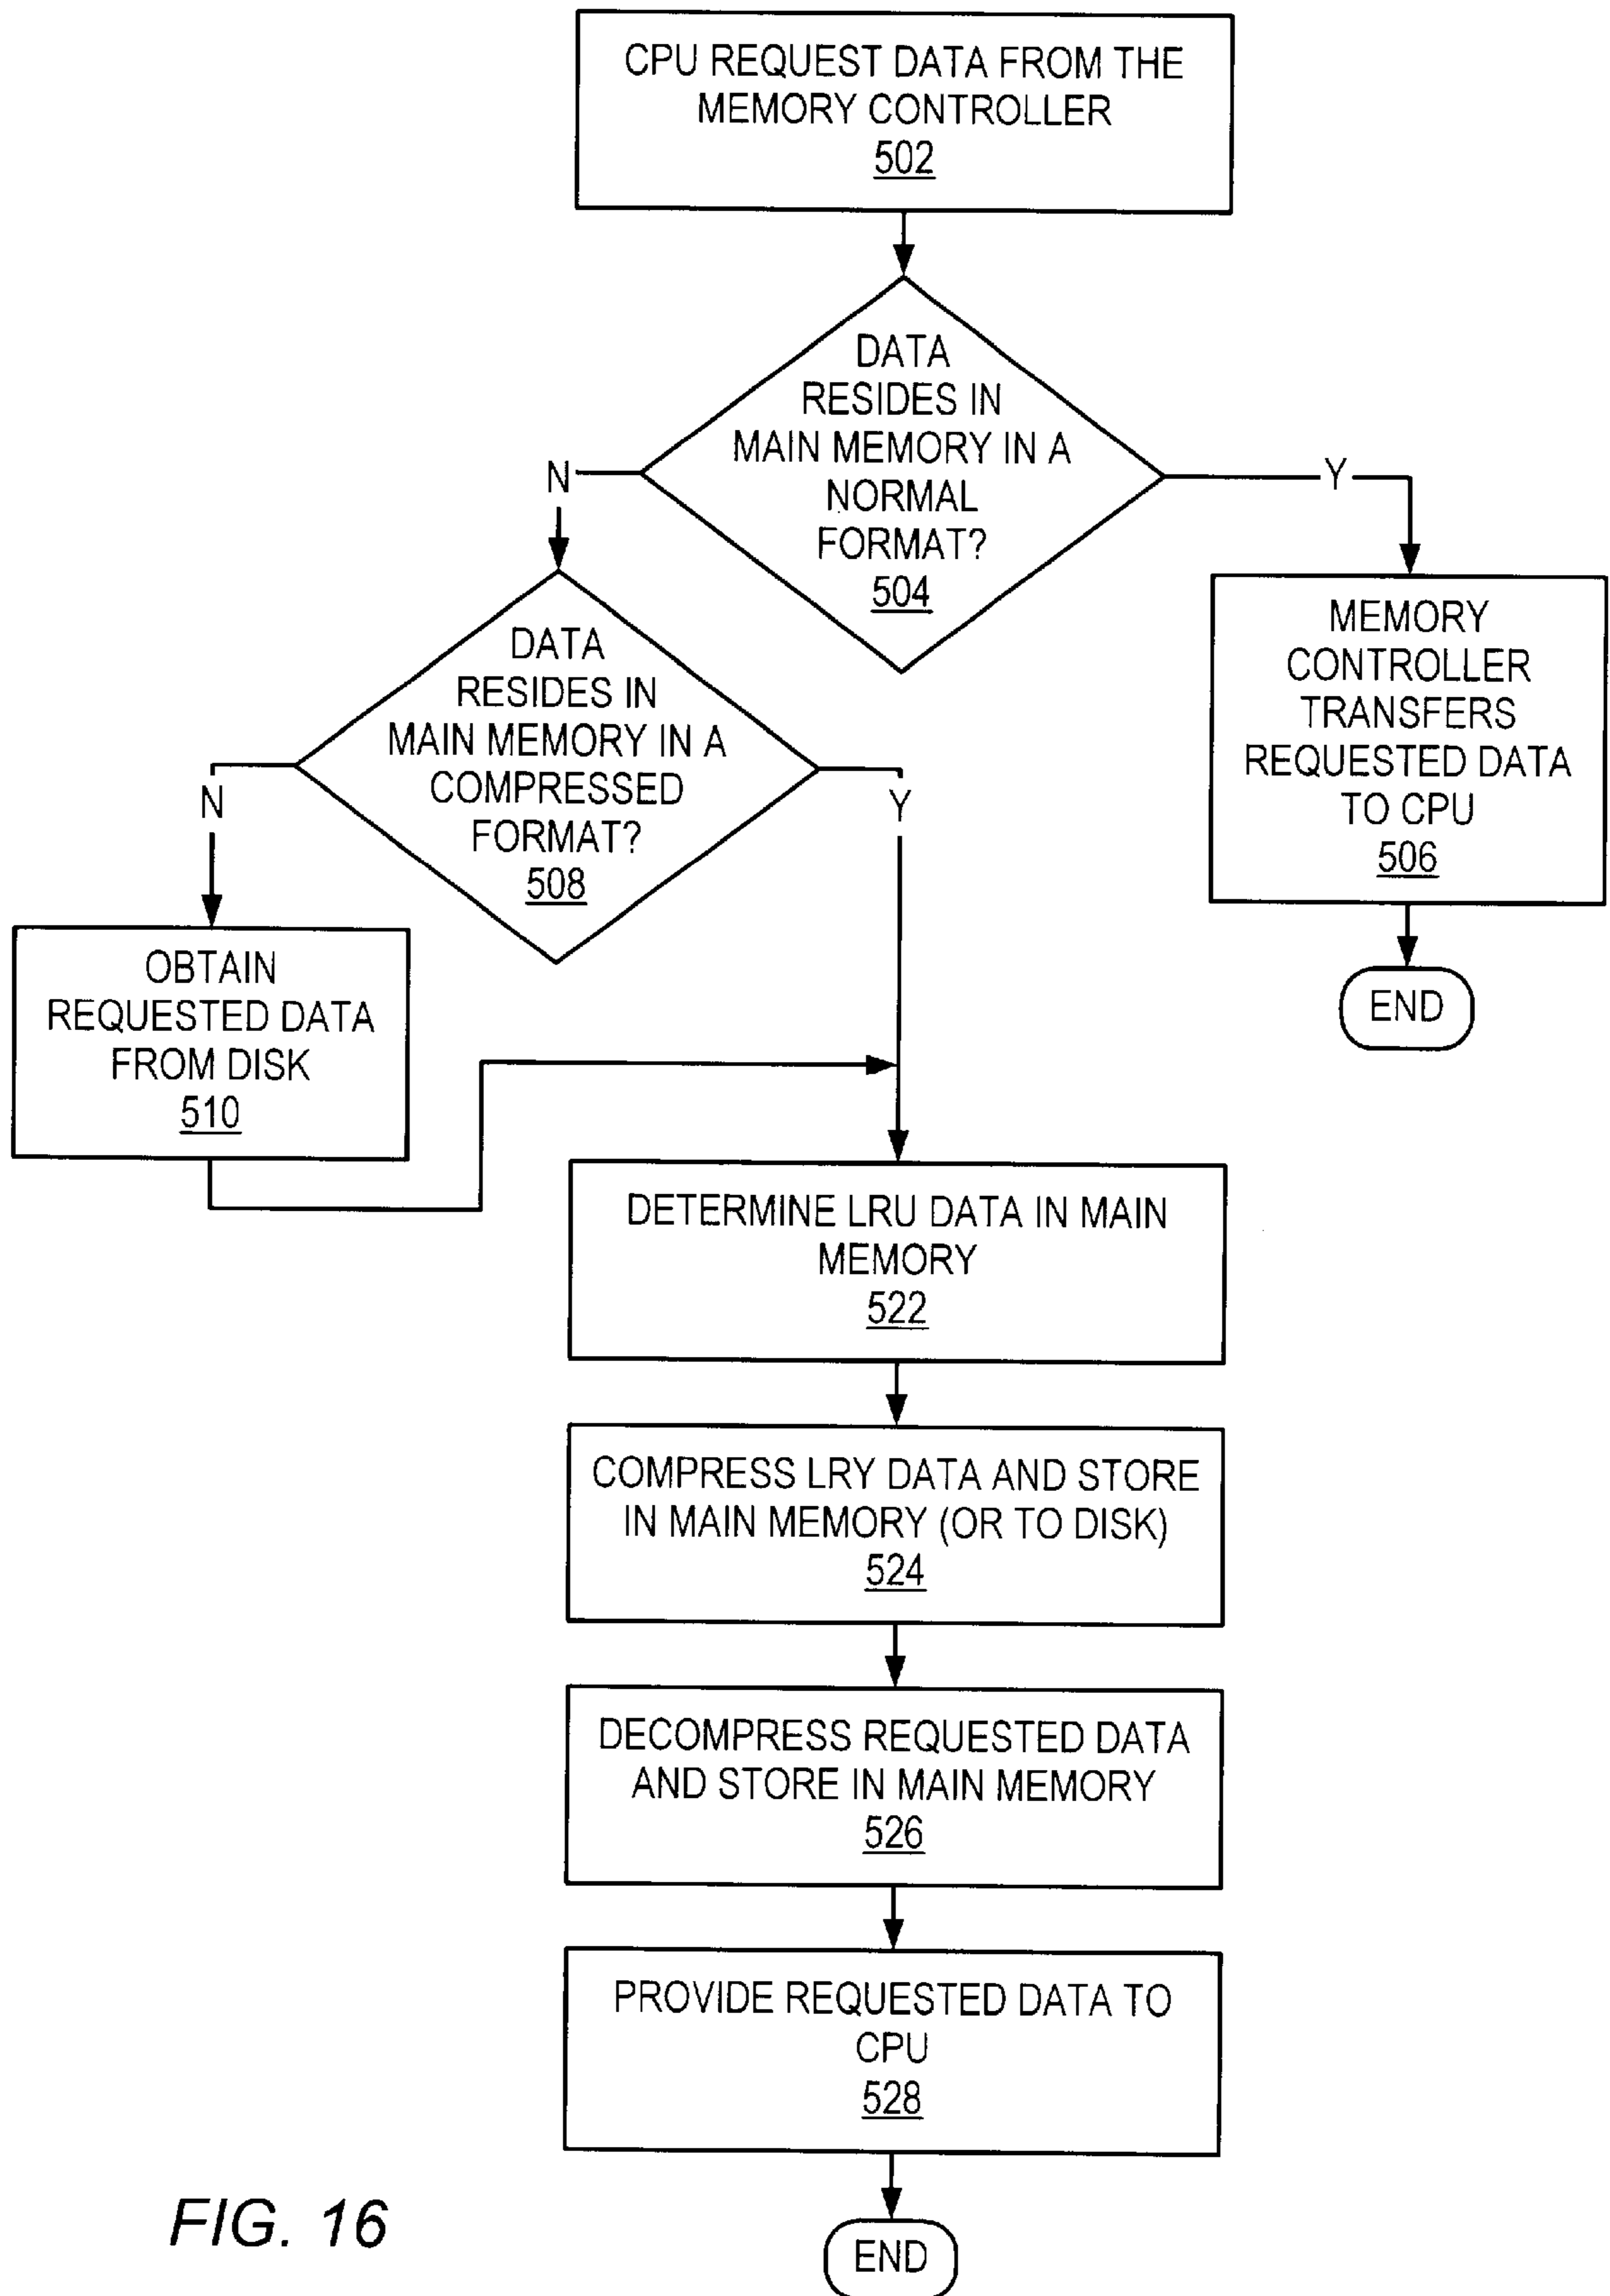 CPU REQUEST DATA FROM THE
MEMORY CONTROLLER
502
DATA
RESIDES IN
MAIN MEMORY IN A
NORMAL
FORMAT?
504
N
Y
MEMORY
CONTROLLER
TRANSFERS
REQUESTED DATA
TO CPU
506
END
DATA
RESIDES IN
MAIN MEMORY IN A
COMPRESSED
FORMAT?
508
N
Y
OBTAIN
REQUESTED DATA
FROM DISK
510
DETERMINE LRU DATA IN MAIN
MEMORY
522
COMPRESS LRY DATA AND STORE
IN MAIN MEMORY (OR TO DISK)
524
DECOMPRESS REQUESTED DATA
AND STORE IN MAIN MEMORY
526
PROVIDE REQUESTED DATA TO
CPU
528
END
FIG. 16